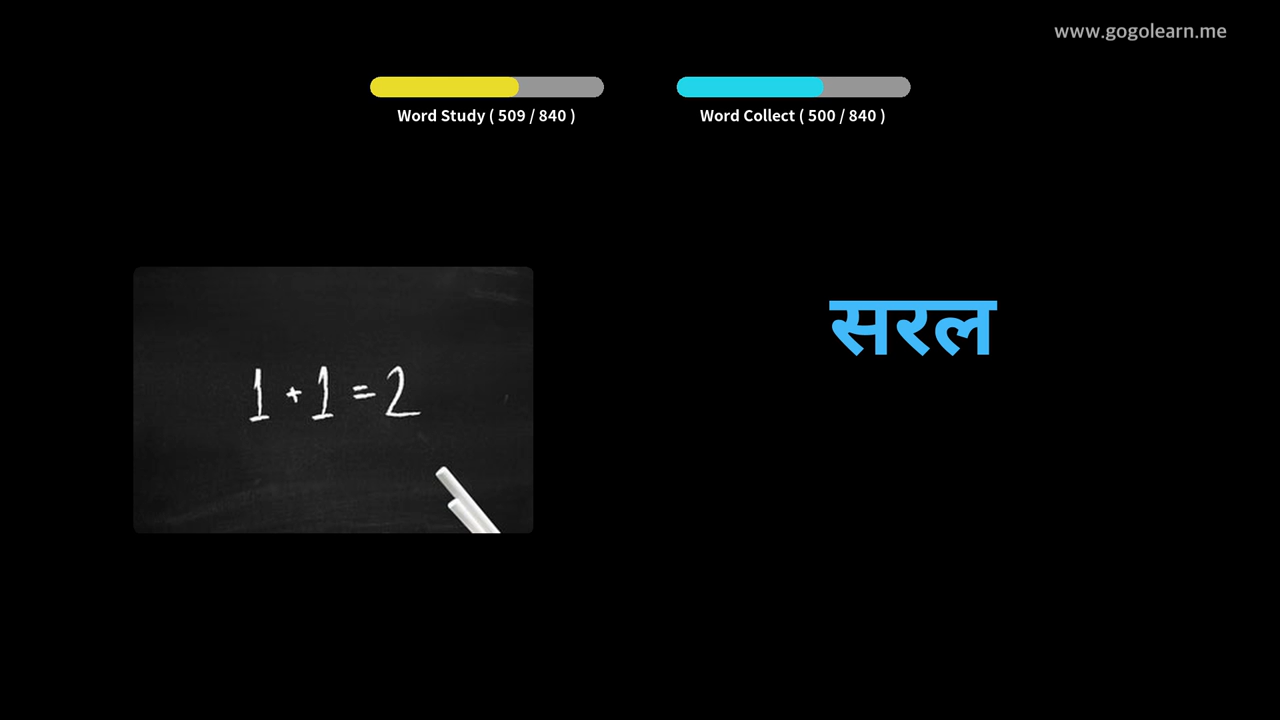 www.gogolearn.me
Word Study ( 509 / 840 )
Word Collect ( 500 / 840 )
सरल
1 + 1 = 2